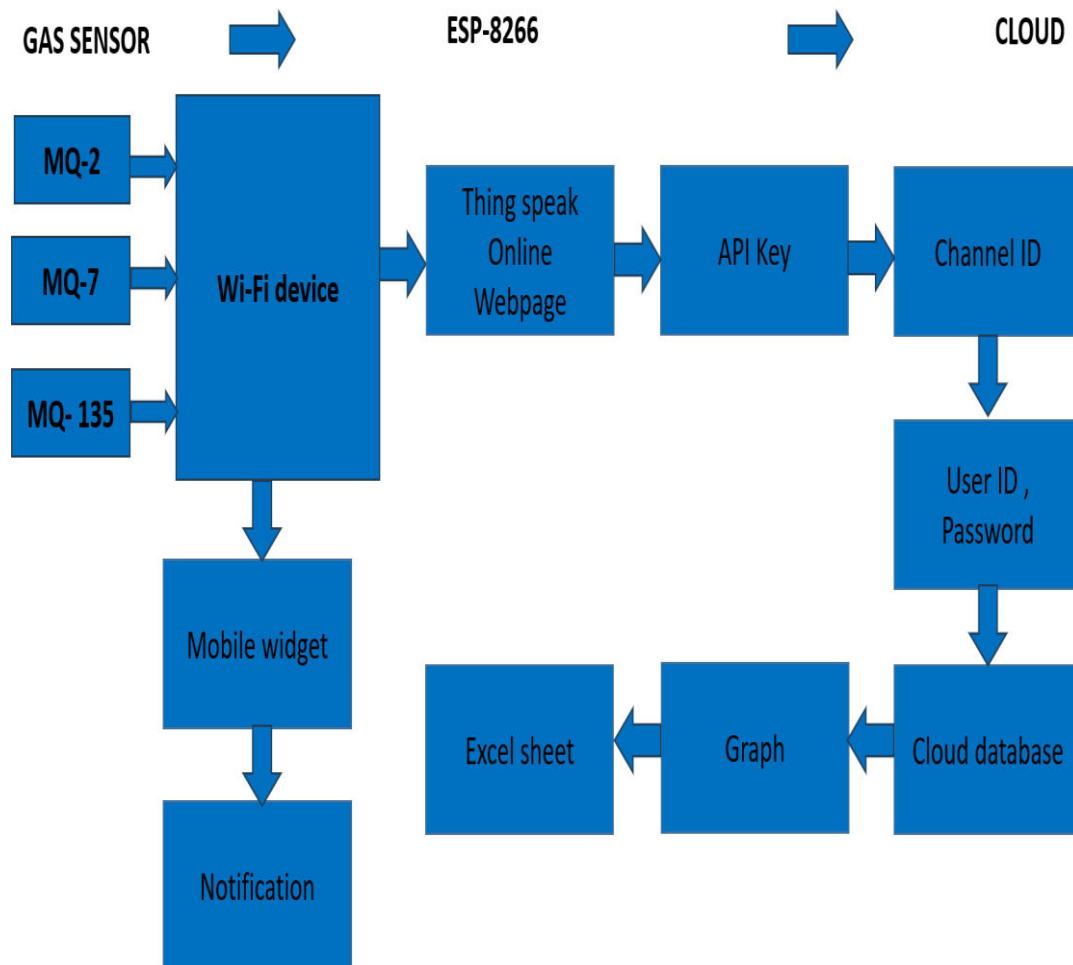 GAS SENSOR
ESP-8266
CLOUD
MQ-2
MQ-7
MQ- 135
Wi-Fi device
Thing speak
Online
Webpage
API Key
Channel ID
User ID ,
Password
Mobile widget
Excel sheet
Graph
Cloud database
Notification